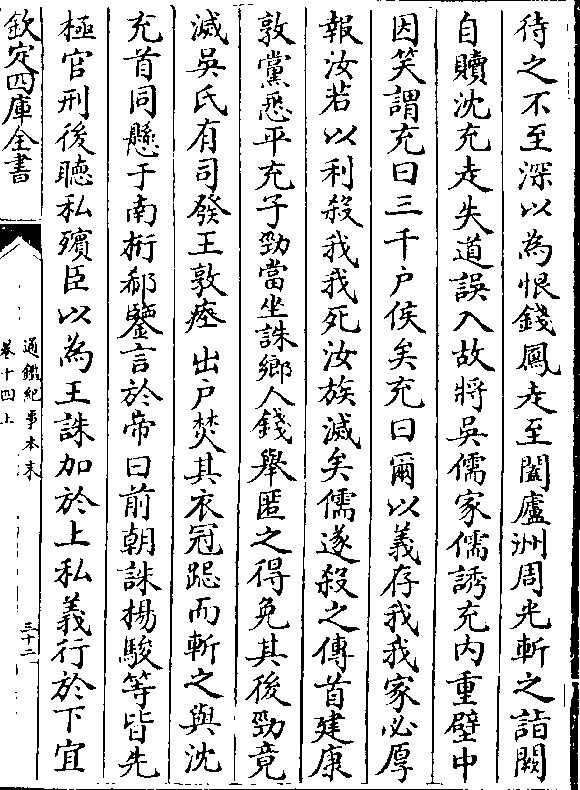 待之不至深以為恨錢鳳走至闔廬洲周光斬之詣闕
自贖沈充走失道誤入故將吳儒家儒誘充内重壁中
因笑謂充曰三千户侯矣充曰爾以義存我我家必厚
報汝若以利殺我我死汝族滅矣儒遂殺之傳首建康
敦黨悉平充子勁當坐誅鄉人錢舉匿之得免其後勁竟
滅吳氏有司發王敦瘞出尸焚其衣冠跽而斬之與沈
充首同懸于南桁郗鑒言於帝曰前朝誅楊駿等皆先
極官刑後聽私殯臣以為王誅加於上私義行於下宜
欽定四庫全書
通鑑紀事本末
卷十四上
三十二